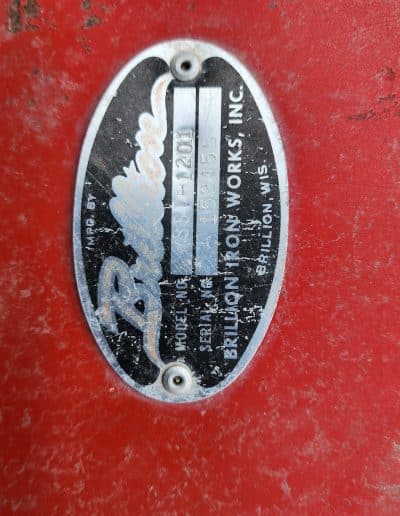 MFD. BY
Brillion
MODEL NO.
SERIAL NO.
BRILLION IRON WORKS, INC.
BRILLION, WIS.